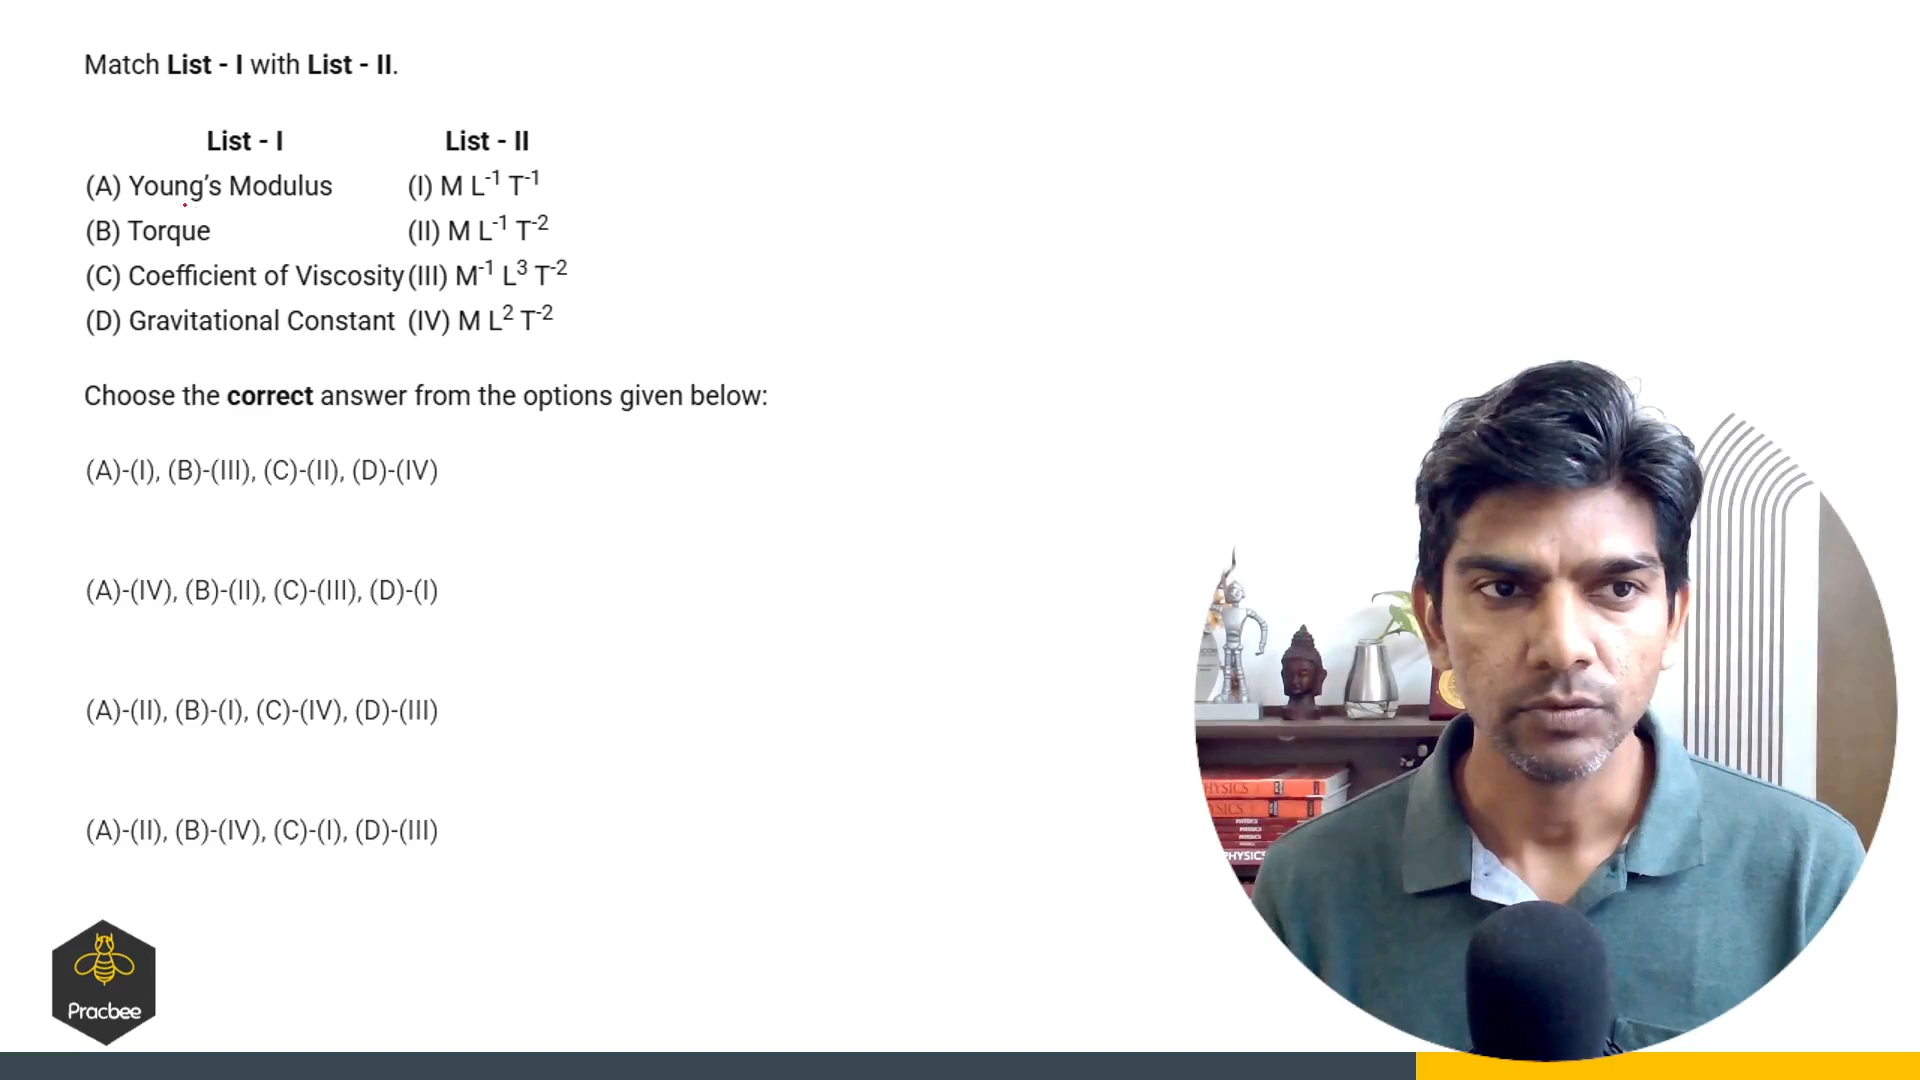 Match List - I with List - II.
List - I List - II
(A) Young’s Modulus (I) M L⁻¹ T⁻¹
(B) Torque (II) M L⁻¹ T⁻²
(C) Coefficient of Viscosity (III) M⁻¹ L³ T⁻²
(D) Gravitational Constant (IV) M L² T⁻²
Choose the correct answer from the options given below:
(A)-(I), (B)-(III), (C)-(II), (D)-(IV)
(A)-(IV), (B)-(II), (C)-(III), (D)-(I)
(A)-(II), (B)-(I), (C)-(IV), (D)-(III)
(A)-(II), (B)-(IV), (C)-(I), (D)-(III)
PHYSICS
Pracbee